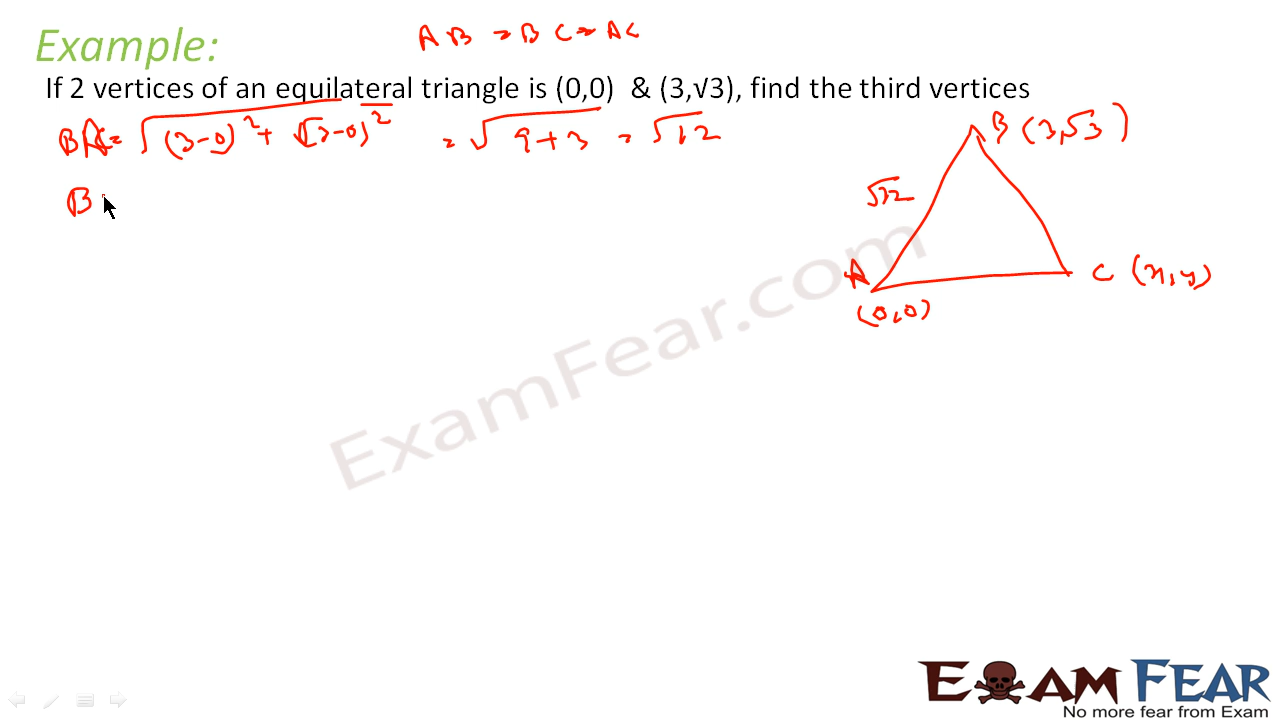 Example:
AB = BC = AC
If 2 vertices of an equilateral triangle is (0,0) & (3,√3), find the third vertices
BA = √(3-0)² + (√3-0)² = √9+3 = √12
B (3,√3)
B
√12
A
C (x,y)
(0,0)
ExamFear.com
EXAM FEAR
No more fear from Exam